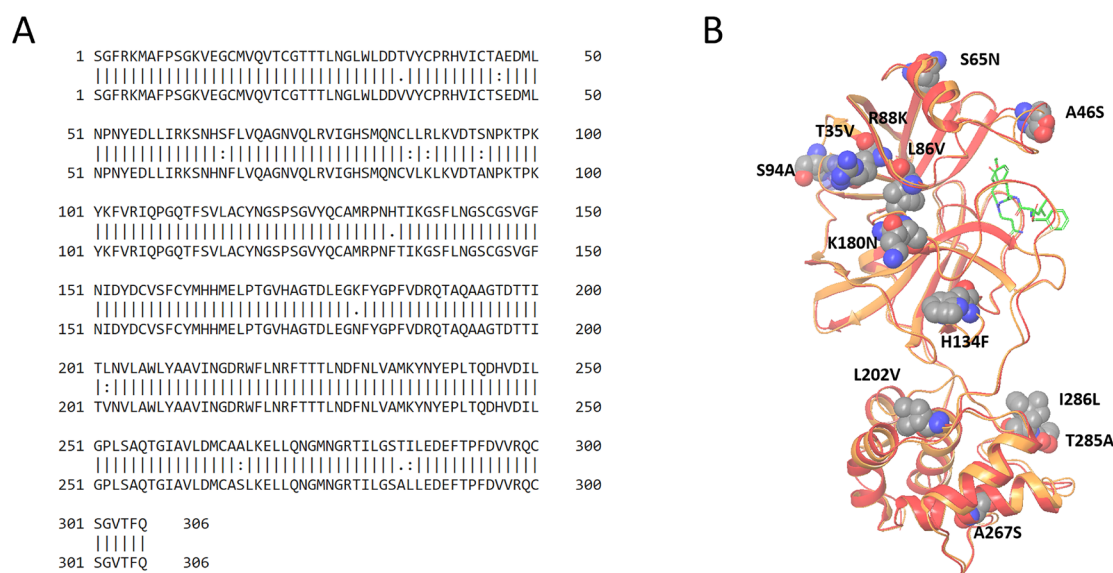 A
1 SGFRKMAFPSGKVEGCMVQVTCGTTTLNGLWLDDTVYCPRHVICTAEDML 50
||||||||||||||||||||||||||||||||||.||||||||||:||||
1 SGFRKMAFPSGKVEGCMVQVTCGTTTLNGLWLDDVVYCPRHVICTSEDML 50
51 NPNYEDLLIRKSNHSFLVQAGNVQLRVIGHSMQNCLLRLKVDTSNPKTPK 100
||||||||||||||:||||||||||||||||||||:|:|||||:||||||
51 NPNYEDLLIRKSNHNFLVQAGNVQLRVIGHSMQNCVLKLKVDTANPKTPK 100
101 YKFVRIQPGQTFSVLACYNGSPSGVYQCAMRPNHTIKGSFLNGSCGSVGF 150
|||||||||||||||||||||||||||||||||.||||||||||||||||
101 YKFVRIQPGQTFSVLACYNGSPSGVYQCAMRPNFTIKGSFLNGSCGSVGF 150
151 NIDYDCVSFCYMHHMELPTGVHAGTDLEGKFYGPFVDRQTAQAAGTDTTI 200
|||||||||||||||||||||||||||||.||||||||||||||||||||
151 NIDYDCVSFCYMHHMELPTGVHAGTDLEGNFYGPFVDRQTAQAAGTDTTI 200
201 TLNVLAWLYAAVINGDRWFLNRFTTTLNDFNLVAMKYNYEPLTQDHVDIL 250
|:||||||||||||||||||||||||||||||||||||||||||||||||
201 TVNVLAWLYAAVINGDRWFLNRFTTTLNDFNLVAMKYNYEPLTQDHVDIL 250
251 GPLSAQTGIAVLDMCAALKELLQNGMNGRTILGSTILEDEFTPFDVVRQC 300
||||||||||||||||:|||||||||||||||||.:||||||||||||||
251 GPLSAQTGIAVLDMCASLKELLQNGMNGRTILGSALLEDEFTPFDVVRQC 300
301 SGVTFQ 306
||||||
301 SGVTFQ 306
B
S65N
A46S
R88K
T35V
L86V
S94A
K180N
H134F
L202V
I286L
T285A
A267S